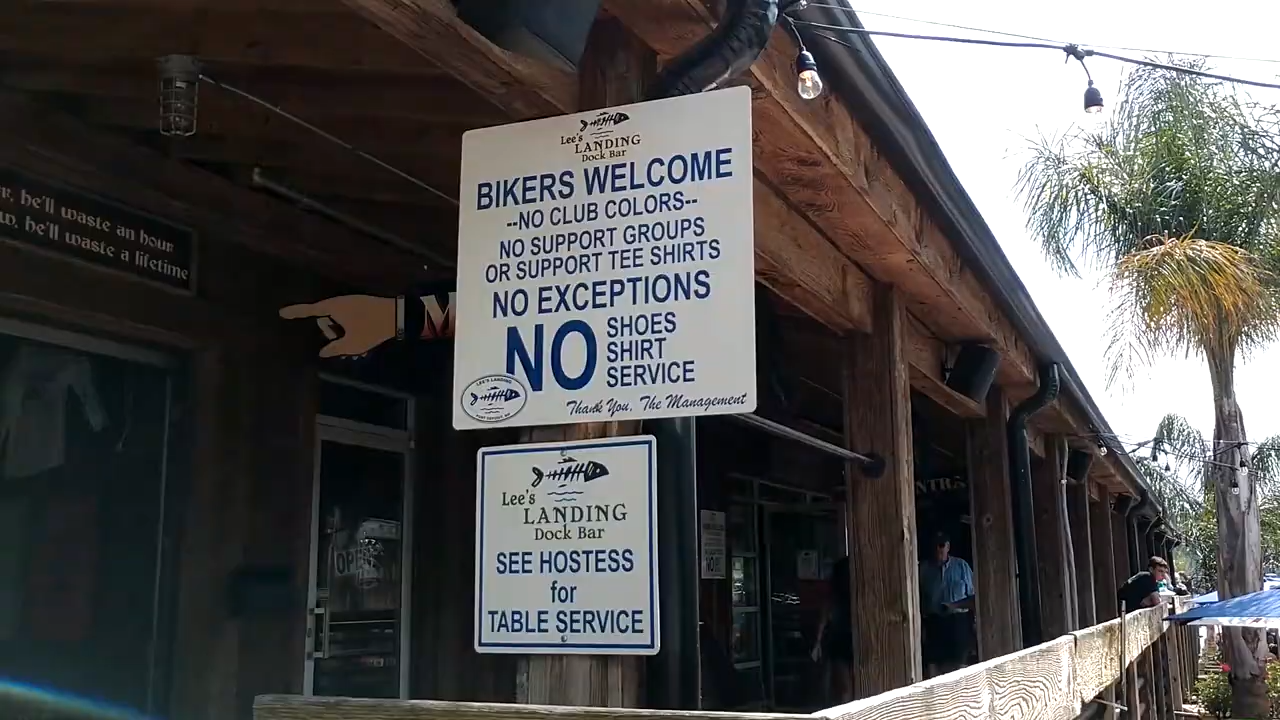 Lee's
LANDING
Dock Bar
BIKERS WELCOME
--NO CLUB COLORS--
NO SUPPORT GROUPS
OR SUPPORT TEE SHIRTS
NO EXCEPTIONS
NO SHOES
SHIRT
SERVICE
LEE'S LANDING
Thank You, The Management
Lee's
LANDING
Dock Bar
SEE HOSTESS
for
TABLE SERVICE
he'll waste an hour
he'll waste a lifetime
M
OPEN
NO